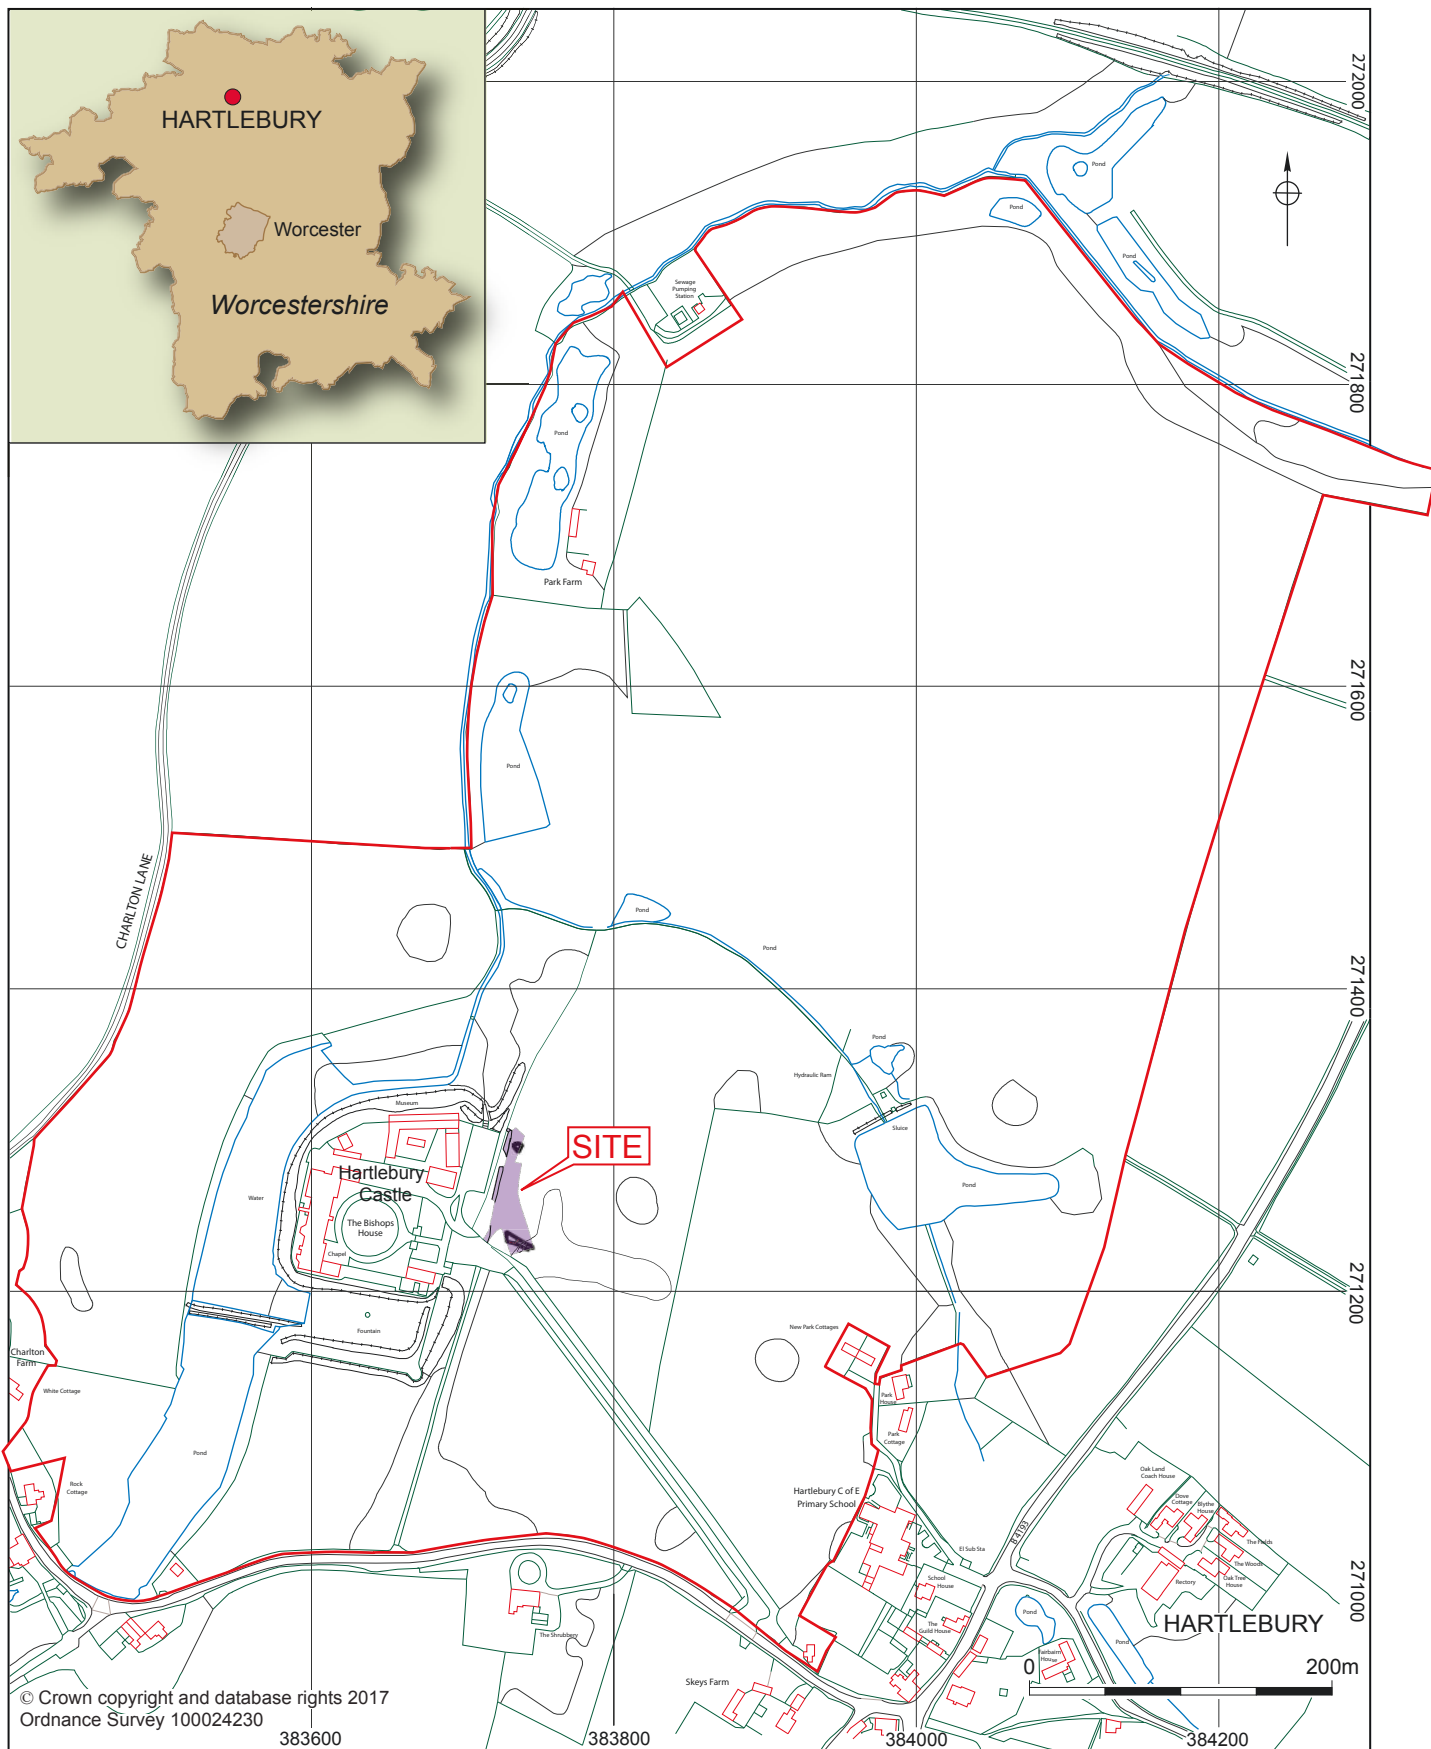 HARTLEBURY
Worcester
Worcestershire
272000
Pond
Pond
Pond
Sewage
Pumping
Station
271800
Pond
Park Farm
271600
Pond
CHARLTON LANE
Pond
Pond
271400
Pond
Hydraulic Ram
Museum
Sluice
SITE
Hartlebury
Castle
Water
Pond
The Bishops
House
Chapel
271200
Fountain
New Park Cottages
Charlton
Farm
White Cottage
Park
House
Park
Cottage
Pond
Rock
Cottage
Hartlebury C of E
Primary School
Oak Land
Coach House
Dove
Cottage
Blythe
House
B 4193
El Sub Sta
The Fields
The Woods
Oak Tree
House
Rectory
School
House
271000
Pond
The
Guild House
HARTLEBURY
The Shrubbery
Pond
Fairbairn
House
Skeys Farm
0
200m
© Crown copyright and database rights 2017
Ordnance Survey 100024230
383600
383800
384000
384200